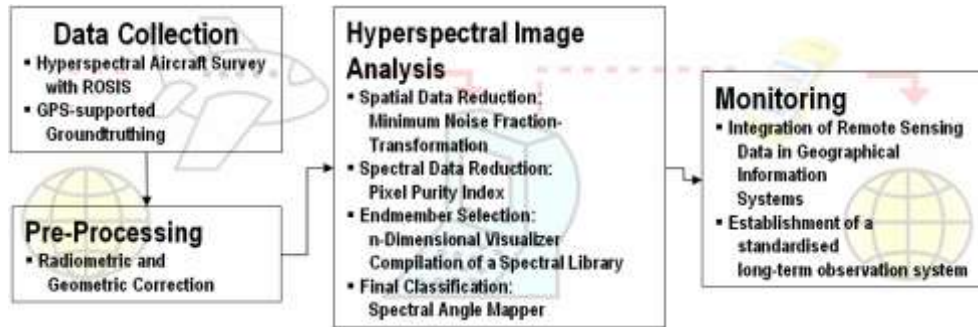 Data Collection
▪ Hyperspectral Aircraft Survey
with ROSIS
▪ GPS-supported
Groundtruthing
Pre-Processing
▪ Radiometric and
Geometric Correction
Hyperspectral Image
Analysis
▪ Spatial Data Reduction:
Minimum Noise Fraction-
Transformation
▪ Spectral Data Reduction:
Pixel Purity Index
▪ Endmember Selection:
n-Dimensional Visualizer
Compilation of a Spectral Library
▪ Final Classification:
Spectral Angle Mapper
Monitoring
▪ Integration of Remote Sensing
Data in Geographical
Information
Systems
▪ Establishment of a
standardised
long-term observation system